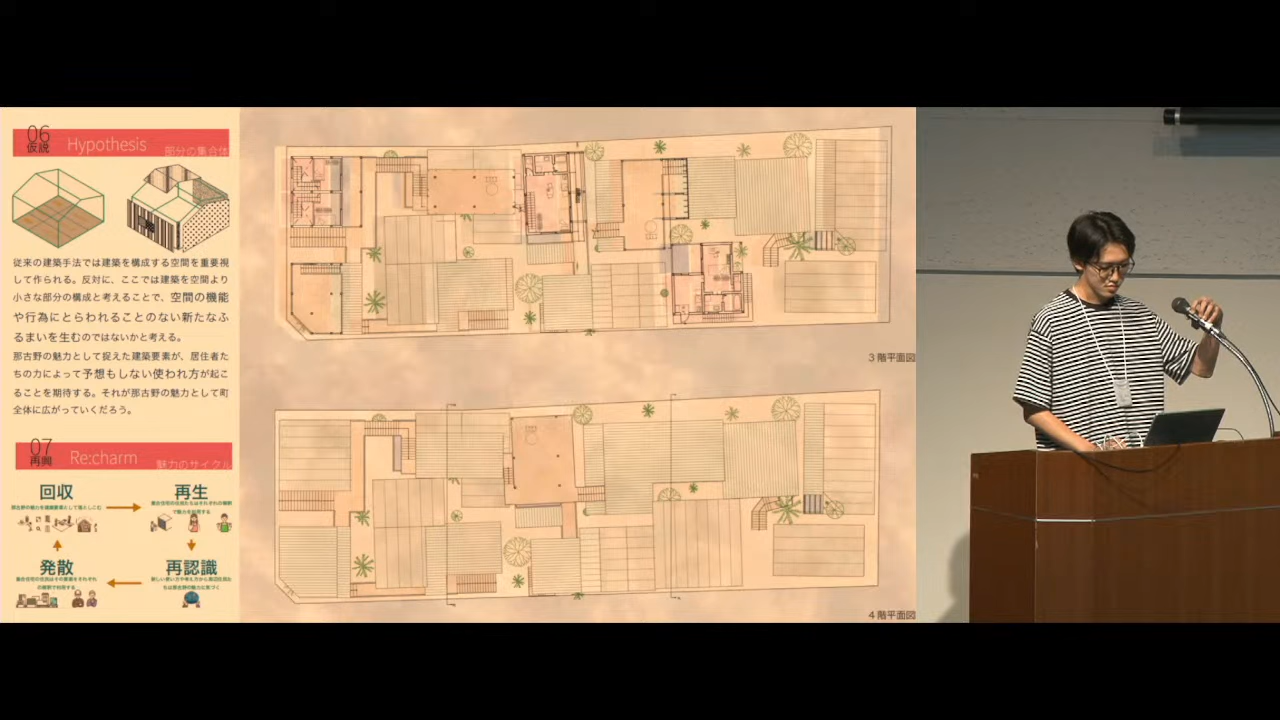 06
仮説
Hypothesis
部分の集合体
従来の建築手法では建築を構成する空間を重要視
して作られる。反対に、ここでは建築を空間より
小さな部分の構成と考えることで、空間の機能
や行為にとらわれることのない新たなふ
るまいを生むのではないかと考える。
那古野の魅力として捉えた建築要素が、居住者た
ちの力によって予想もしない使われ方が起こ
ることを期待する。それが那古野の魅力として町
全体に広がっていくだろう。
07
再興
Re:charm
魅力のサイクル
回収
再生
発散
再認識
3階平面図
4階平面図